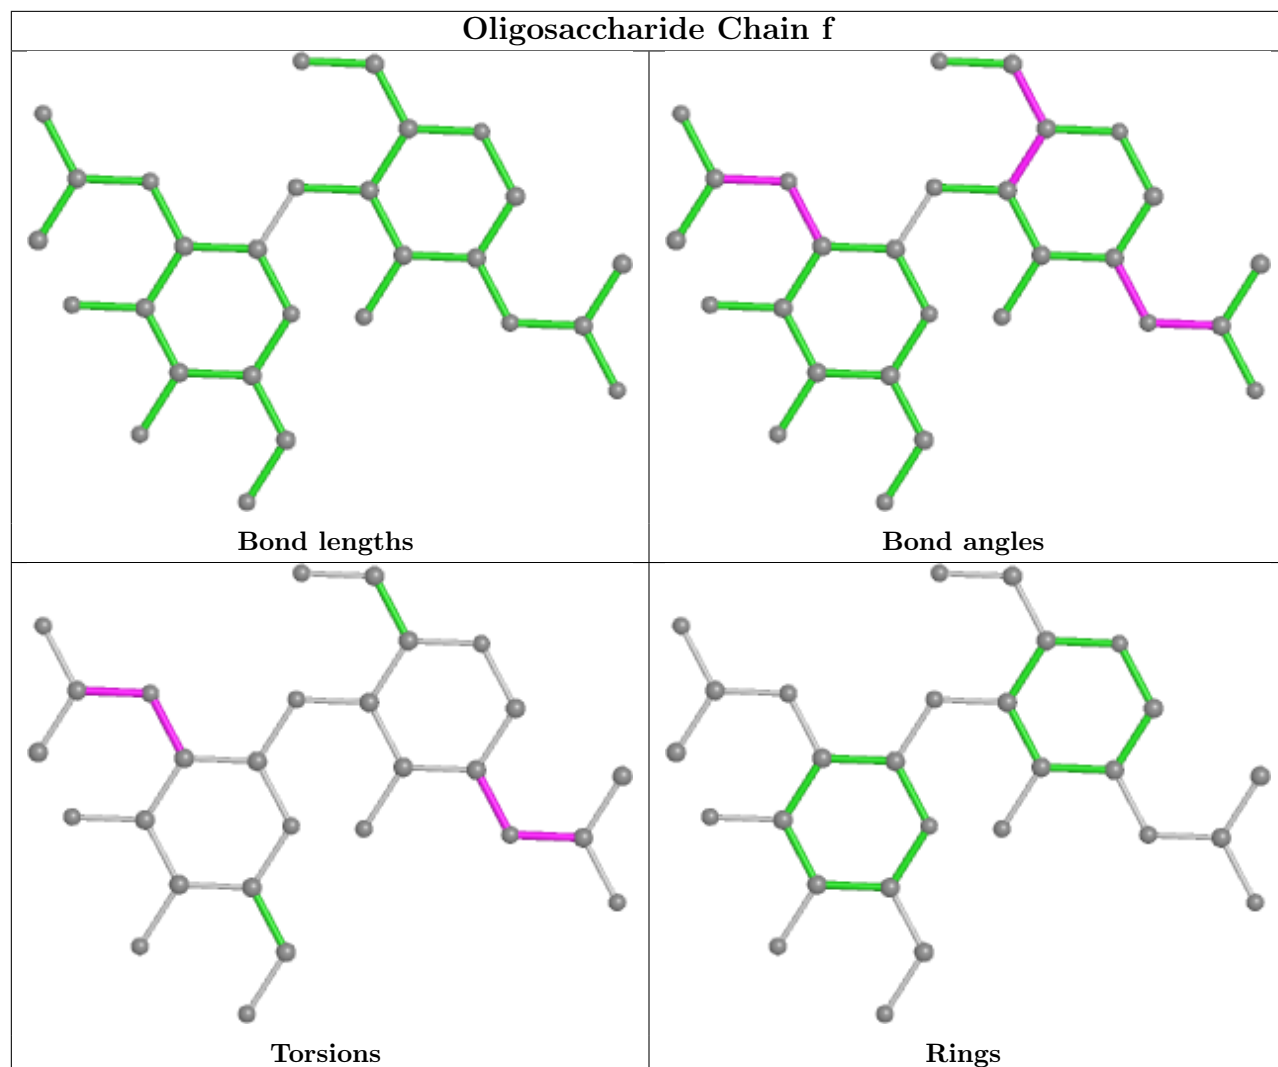 Oligosaccharide Chain f
Bond lengths
Bond angles
Torsions
Rings